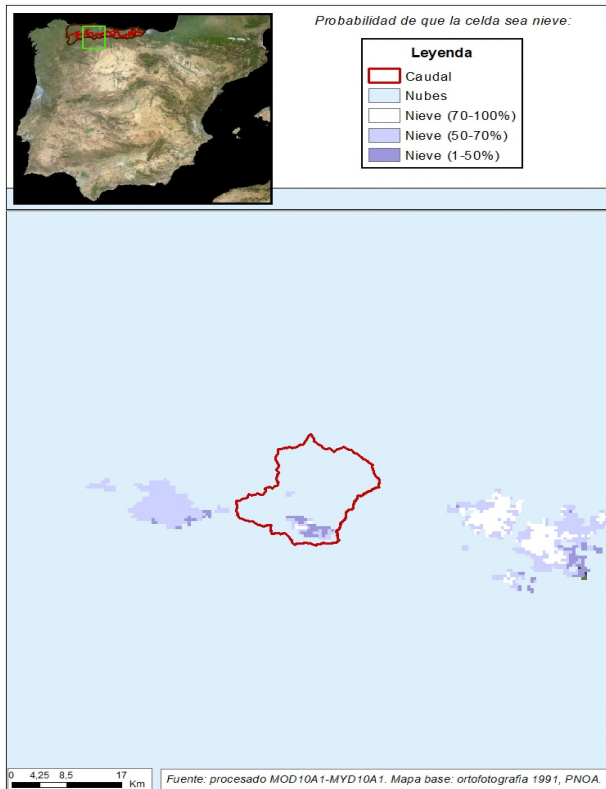 Probabilidad de que la celda sea nieve:
Leyenda
Caudal
Nubes
Nieve (70-100%)
Nieve (50-70%)
Nieve (1-50%)
0 4,25 8,5 17
Km
Fuente: procesado MOD10A1-MYD10A1. Mapa base: ortofotografia 1991, PNOA.